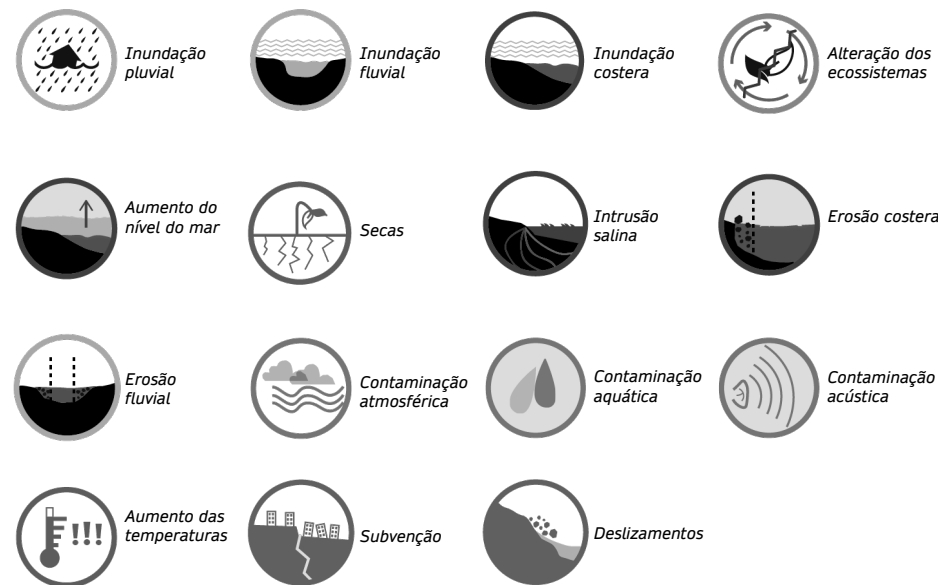 Inundação
pluvial
Inundação
fluvial
Inundação
costera
Alteração dos
ecossistemas
Aumento do
nível do mar
Secas
Intrusão
salina
Erosão costera
Erosão
fluvial
Contaminação
atmosférica
Contaminação
aquática
Contaminação
acústica
Aumento das
temperaturas
!!!
Subvenção
Deslizamentos